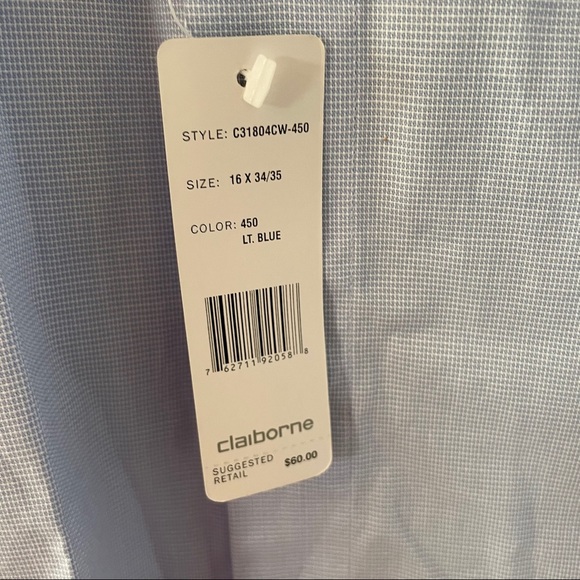 STYLE: C31804CW-450
SIZE: 16 X 34/35
COLOR: 450
LT. BLUE
7 62711 92058 8
claiborne
SUGGESTED RETAIL $60.00